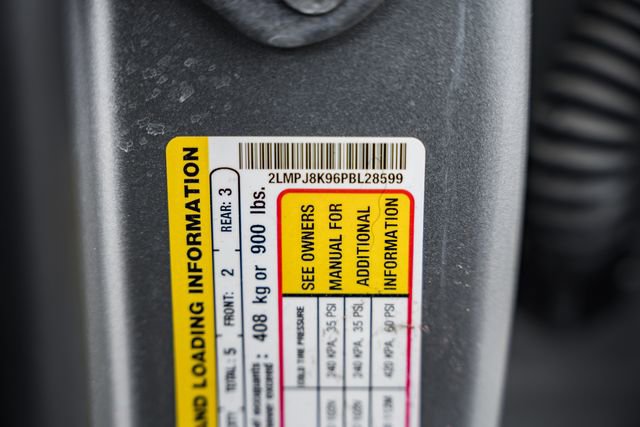 2LMPJ8K96PBL28599
AND LOADING INFORMATION
TOTAL: 5 FRONT: 2 REAR: 3
408 kg or 900 lbs.
SEE OWNERS
MANUAL FOR
ADDITIONAL
INFORMATION
COLD TIRE PRESSURE
240 KPA, 35 PSI
240 KPA, 35 PSI
420 KPA, 60 PSI